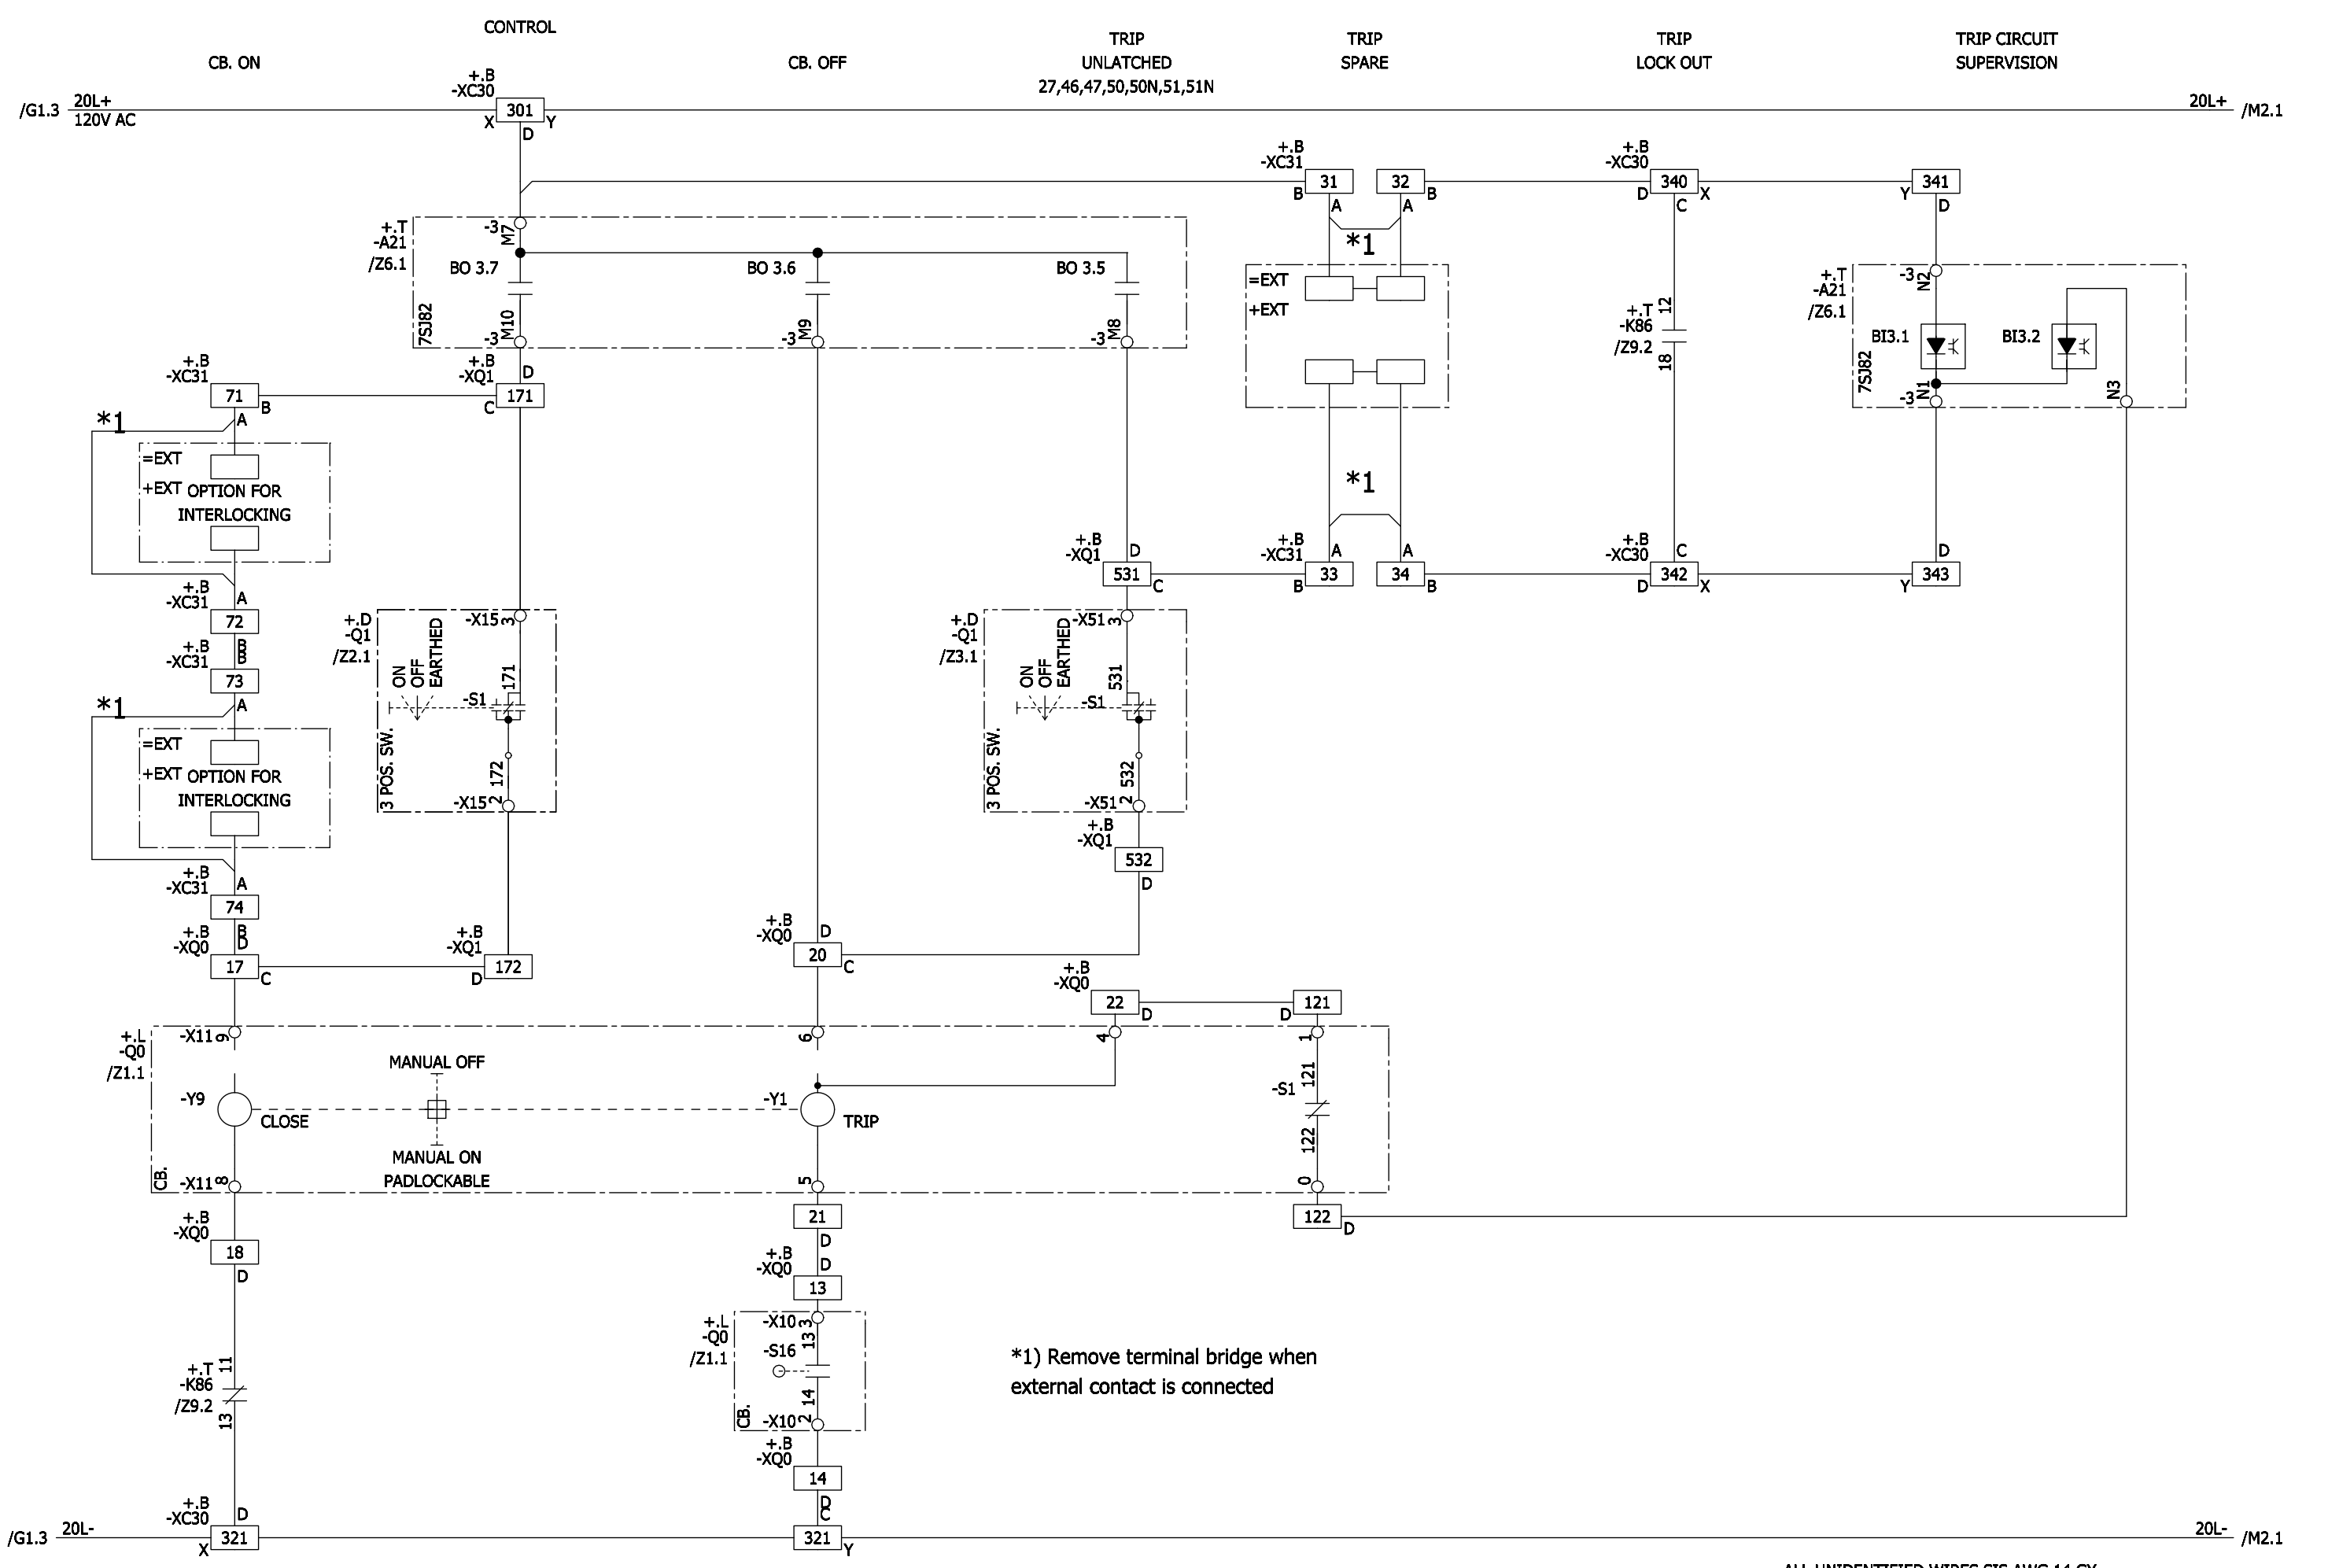 CONTROL
CB. ON
CB. OFF
TRIP
UNLATCHED
27,46,47,50,50N,51,51N
TRIP
SPARE
TRIP
LOCK OUT
TRIP CIRCUIT
SUPERVISION
/G1.3
20L+
120V AC
+.B
-XC30
301
X
Y
D
20L+
/M2.1
+.B
-XC31
31
B
A
32
B
A
+.B
-XC30
340
D
X
C
341
Y
D
*1
+.T
-A21
/Z6.1
7SJ82
-3
M7
BO 3.7
BO 3.6
BO 3.5
-3
M10
-3
M9
-3
M8
=EXT
+EXT
+.T
-K86
/Z9.2
12
18
+.T
-A21
/Z6.1
7SJ82
-3
N2
BI3.1
BI3.2
-3
N1
N3
+.B
-XC31
71
B
A
+.B
-XQ1
D
171
C
*1
=EXT
+EXT
OPTION FOR
INTERLOCKING
*1
+.B
-XC31
A
72
B
+.B
-XC31
B
73
A
*1
=EXT
+EXT
OPTION FOR
INTERLOCKING
+.B
-XC31
A
74
B
+.B
-XQ0
D
17
C
+.B
-XQ1
172
D
+.D
-Q1
/Z2.1
-X15
3
ON
OFF
EARTHED
171
-S1
3 POS. SW.
172
-X15
2
+.B
-XQ1
D
531
C
+.B
-XC31
A
33
B
A
34
B
+.B
-XC30
C
342
D
X
D
343
Y
+.D
-Q1
/Z3.1
-X51
3
ON
OFF
EARTHED
531
-S1
3 POS. SW.
532
-X51
2
+.B
-XQ1
532
D
+.B
-XQ0
D
20
C
+.B
-XQ0
22
D
121
D
+.L
-Q0
/Z1.1
-X11
9
6
4
1
MANUAL OFF
-Y9
CLOSE
-Y1
TRIP
-S1
121
122
MANUAL ON
PADLOCKABLE
CB.
-X11
8
5
0
+.B
-XQ0
18
D
21
D
122
D
+.B
-XQ0
D
13
+.L
-Q0
/Z1.1
-X10
3
13
-S16
14
CB.
-X10
2
*1) Remove terminal bridge when
external contact is connected
+.T
-K86
/Z9.2
11
13
+.B
-XQ0
14
D
C
+.B
-XC30
D
/G1.3
20L-
321
X
321
Y
20L-
/M2.1